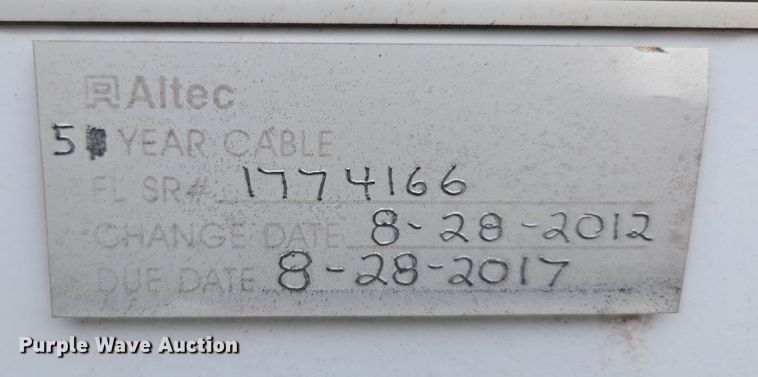 Altec
5 YEAR CABLE
FL SR# 1774166
CHANGE DATE 8-28-2012
DUE DATE 8-28-2017
Purple Wave Auction